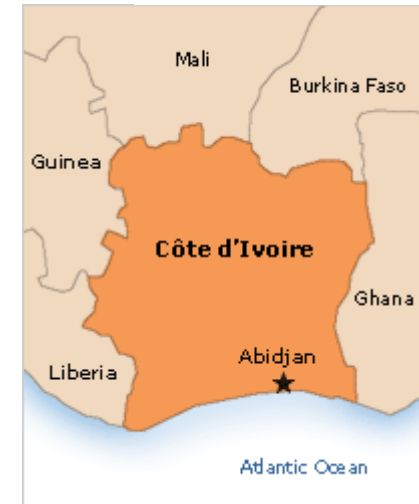 Mali
Burkina Faso
Guinea
Côte d'Ivoire
Ghana
Abidjan
Liberia
Atlantic Ocean